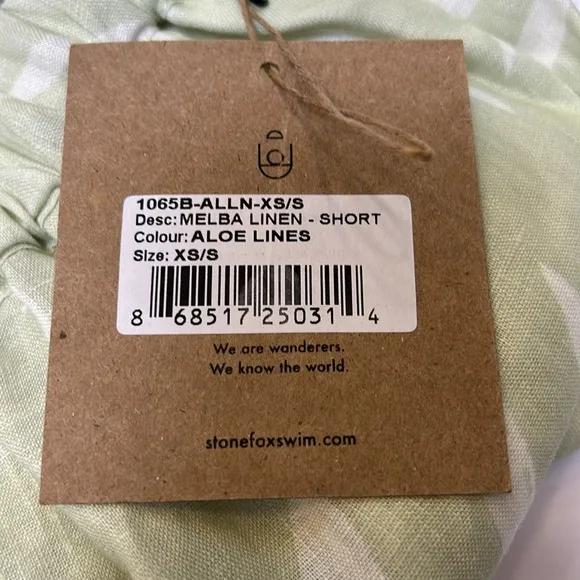 1065B-ALLN-XS/S
Desc: MELBA LINEN - SHORT
Colour: ALOE LINES
Size: XS/S
8 68517 25031 4
We are wanderers.
We know the world.
stonefoxswim.com